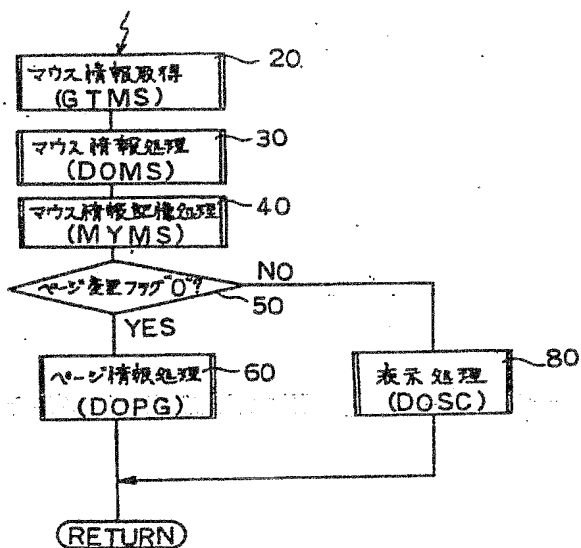 マウス情報取得
(GTMS)
20
マウス情報処理
(DOMS)
30
マウス情報記憶処理
(MYMS)
40
ページ変更フラグ"0"?
50
NO
YES
ページ情報処理
(DOPG)
60
表示処理
(DOSC)
80
RETURN